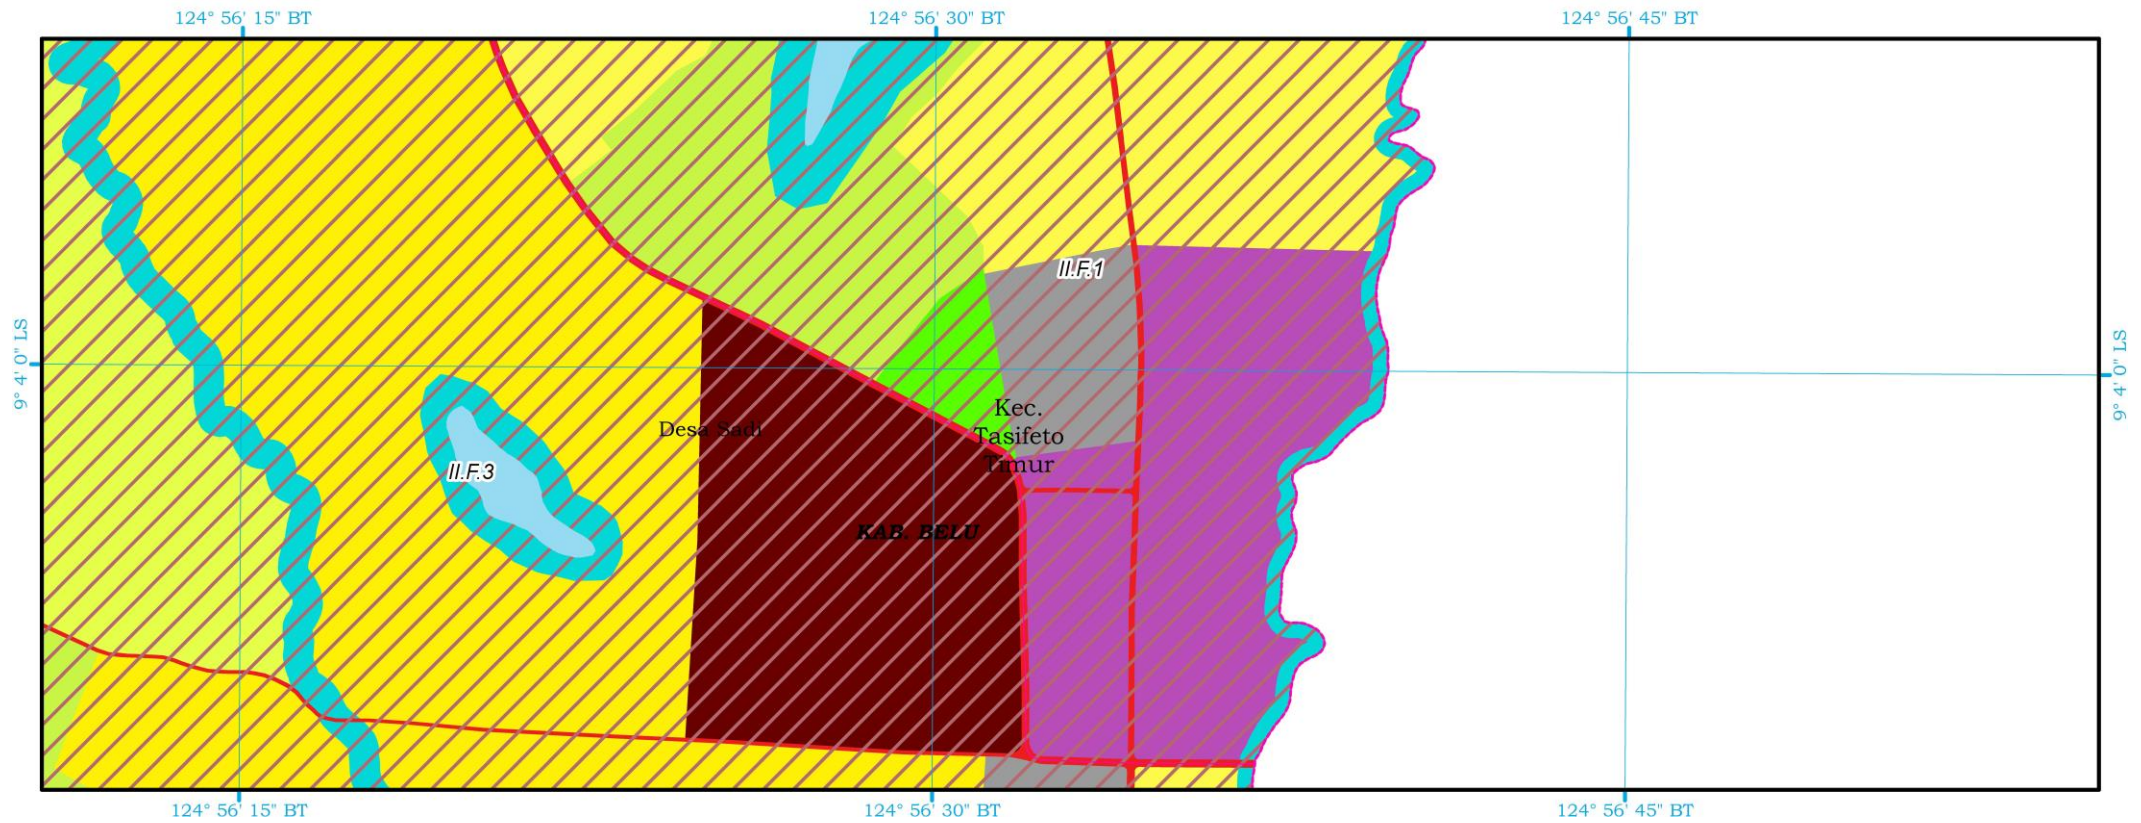 124° 56' 15" BT
124° 56' 30" BT
124° 56' 45" BT
II.F.1
9° 4' 0" LS
9° 4' 0" LS
Kec.
Tasifeto
Timur
Desa Sadi
II.F.3
KAB. BELU
124° 56' 15" BT
124° 56' 30" BT
124° 56' 45" BT